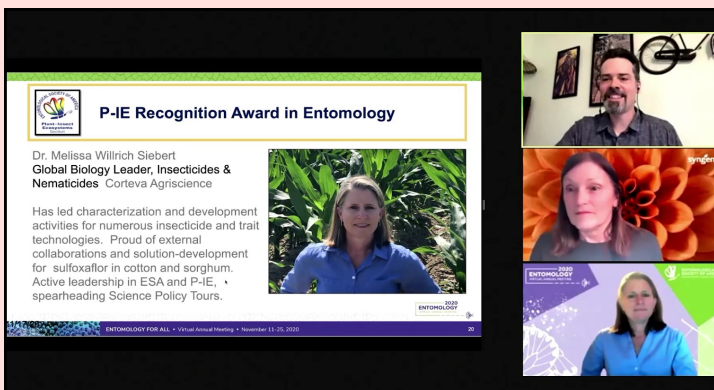 P-IE Recognition Award in Entomology
Plant-Insect
Ecosystems
Dr. Melissa Willrich Siebert
Global Biology Leader, Insecticides &
Nematicides Corteva Agriscience
Has led characterization and development
activities for numerous insecticide and trait
technologies. Proud of external
collaborations and solution-development
for sulfoxaflor in cotton and sorghum.
Active leadership in ESA and P-IE,
spearheading Science Policy Tours.
2020
ENTOMOLOGY
ENTOMOLOGY FOR ALL • Virtual Annual Meeting • November 11-25, 2020
20
syngen
2020
ENTOMOLOGY
VIRTUAL ANNUAL MEETING